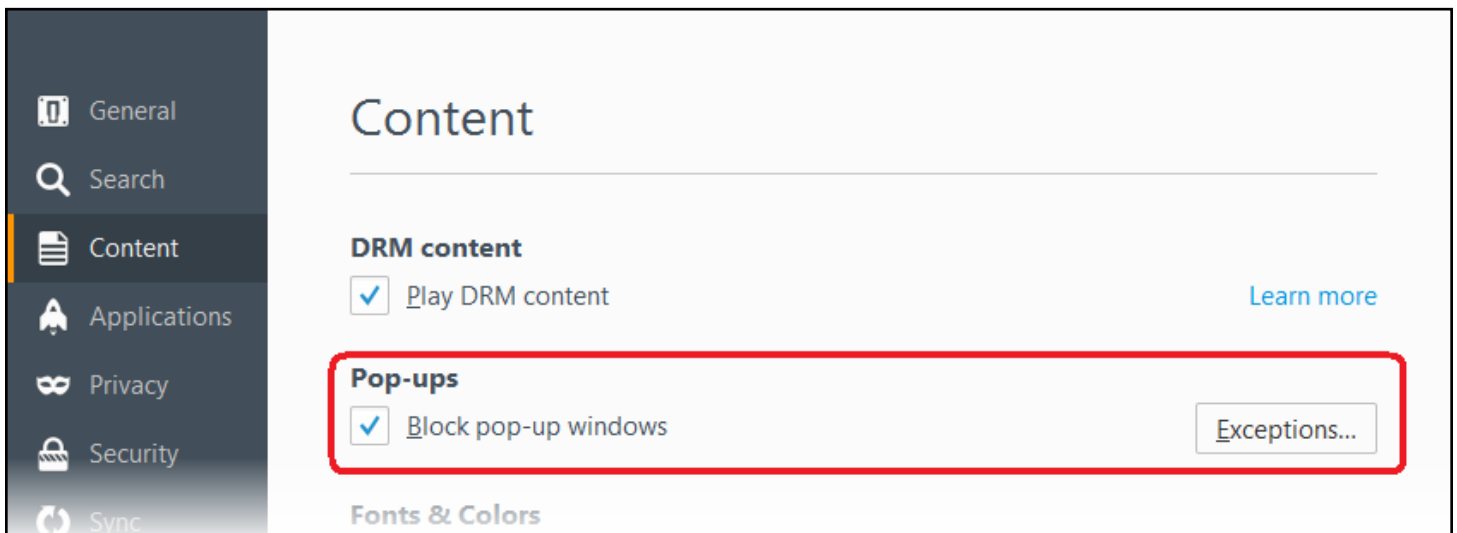 General
Search
Content
Applications
Privacy
Security
Sync
Content
DRM content
Play DRM content
Learn more
Pop-ups
Block pop-up windows
Exceptions...
Fonts & Colors